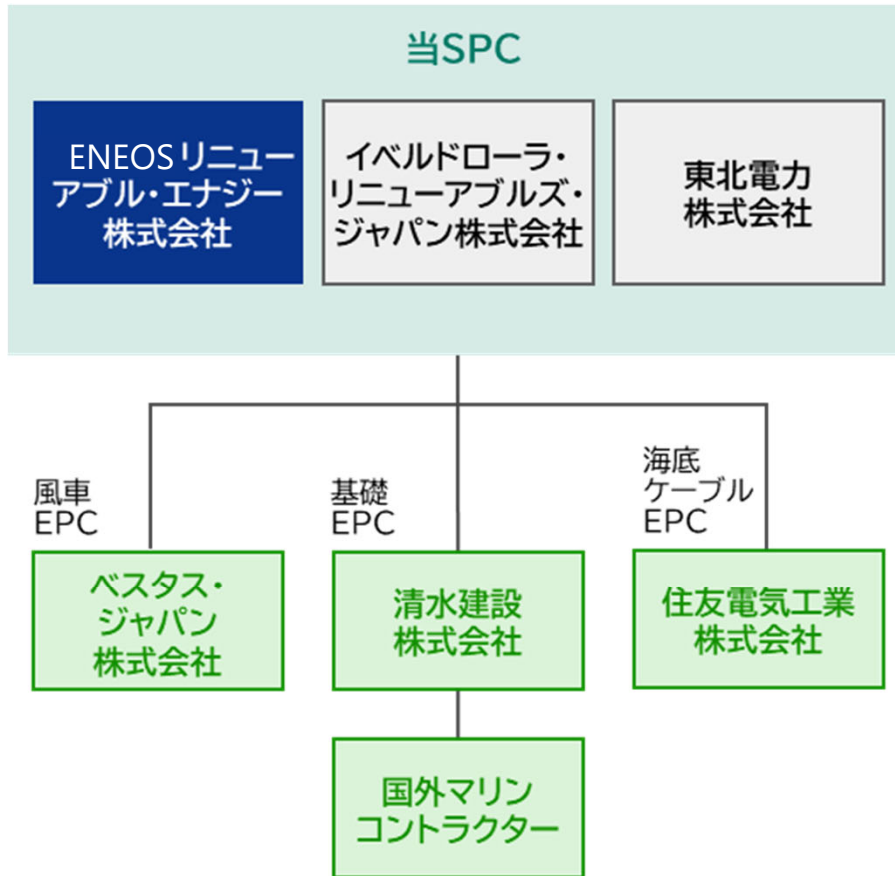 当SPC
ENEOSリニュー
アブル・エナジー
株式会社
イベルドローラ・
リニューアブルズ・
ジャパン株式会社
東北電力
株式会社
風車
EPC
ベスタス・
ジャパン
株式会社
基礎
EPC
清水建設
株式会社
海底
ケーブル
EPC
住友電気工業
株式会社
国外マリン
コントラクター